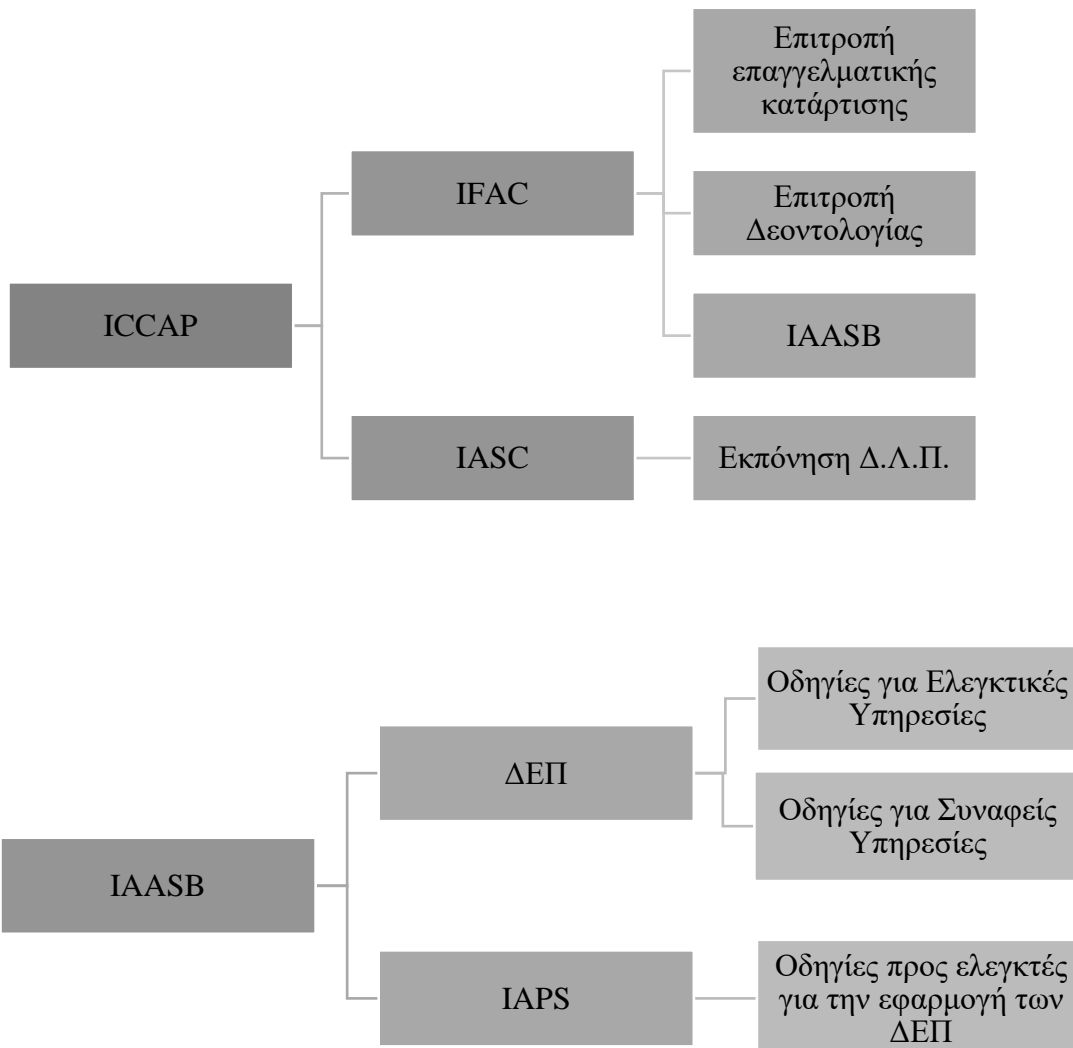 Επιτροπή
επαγγελματικής
κατάρτισης
IFAC
Επιτροπή
Δεοντολογίας
ICCAP
IAASB
IASC
Εκπόνηση Δ.Λ.Π.
Οδηγίες για Ελεγκτικές
Υπηρεσίες
ΔΕΠ
Οδηγίες για Συναφείς
Υπηρεσίες
IAASB
IAPS
Οδηγίες προς ελεγκτές
για την εφαρμογή των
ΔΕΠ